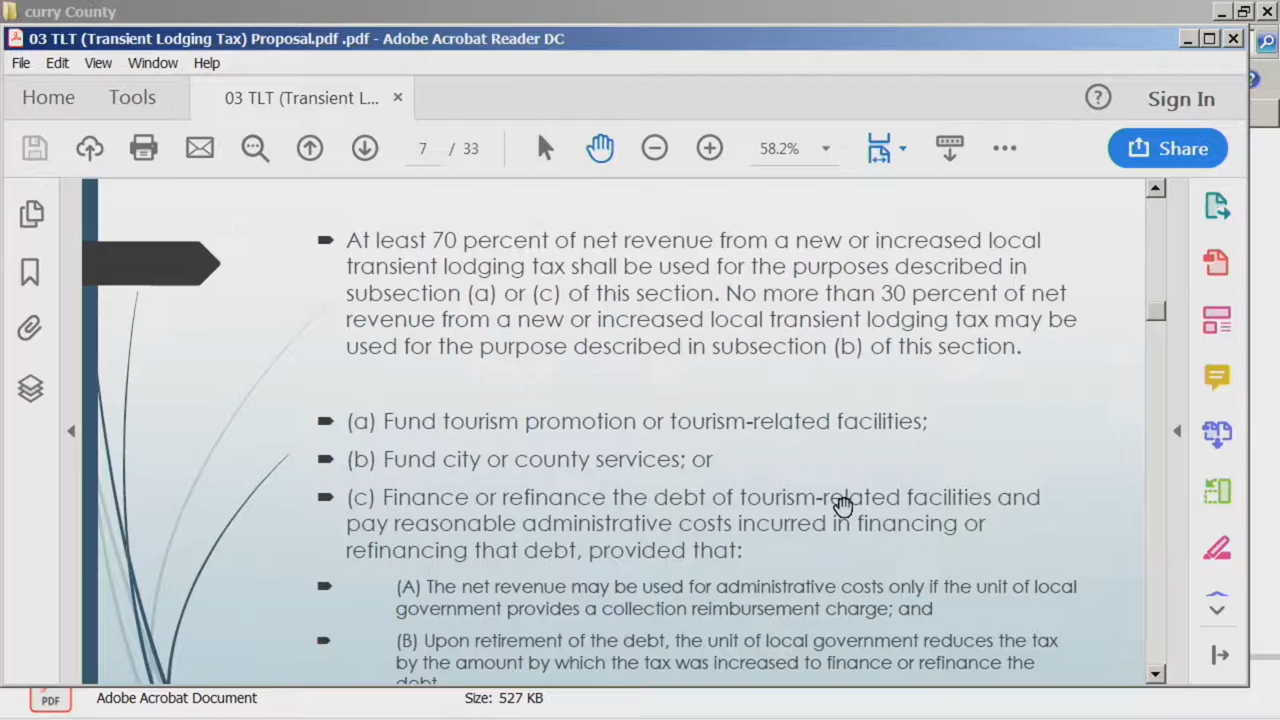 curry County
03 TLT (Transient Lodging Tax) Proposal.pdf .pdf - Adobe Acrobat Reader DC
File Edit View Window Help
Home Tools 03 TLT (Transient L... × Sign In
7 / 33 58.2% Share
At least 70 percent of net revenue from a new or increased local
transient lodging tax shall be used for the purposes described in
subsection (a) or (c) of this section. No more than 30 percent of net
revenue from a new or increased local transient lodging tax may be
used for the purpose described in subsection (b) of this section.
(a) Fund tourism promotion or tourism-related facilities;
(b) Fund city or county services; or
(c) Finance or refinance the debt of tourism-related facilities and
pay reasonable administrative costs incurred in financing or
refinancing that debt, provided that:
(A) The net revenue may be used for administrative costs only if the unit of local
government provides a collection reimbursement charge; and
(B) Upon retirement of the debt, the unit of local government reduces the tax
by the amount by which the tax was increased to finance or refinance the
debt
PDF Adobe Acrobat Document Size: 527 KB